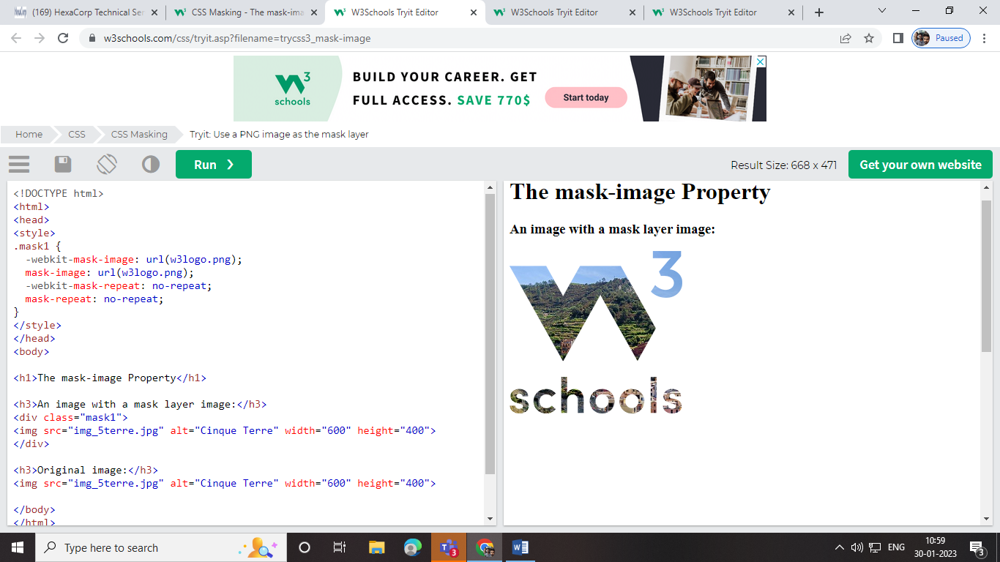 (169) HexaCorp Technical Ser
CSS Masking - The mask-ima
W3Schools Tryit Editor
W3Schools Tryit Editor
W3Schools Tryit Editor
w3schools.com/css/tryit.asp?filename=trycss3_mask-image
Paused
3
schools
BUILD YOUR CAREER. GET
FULL ACCESS. SAVE 770$
Start today
Home
CSS
CSS Masking
Tryit: Use a PNG image as the mask layer
Run ❯
Result Size: 668 x 471
Get your own website
<!DOCTYPE html>
<html>
<head>
<style>
.mask1 {
  -webkit-mask-image: url(w3logo.png);
  mask-image: url(w3logo.png);
  -webkit-mask-repeat: no-repeat;
  mask-repeat: no-repeat;
}
</style>
</head>
<body>
<h1>The mask-image Property</h1>
<h3>An image with a mask layer image:</h3>
<div class="mask1">
<img src="img_5terre.jpg" alt="Cinque Terre" width="600" height="400">
</div>
<h3>Original image:</h3>
<img src="img_5terre.jpg" alt="Cinque Terre" width="600" height="400">
</body>
</html>
The mask-image Property
An image with a mask layer image:
W3
schools
Type here to search
3
ENG
10:59
30-01-2023
3